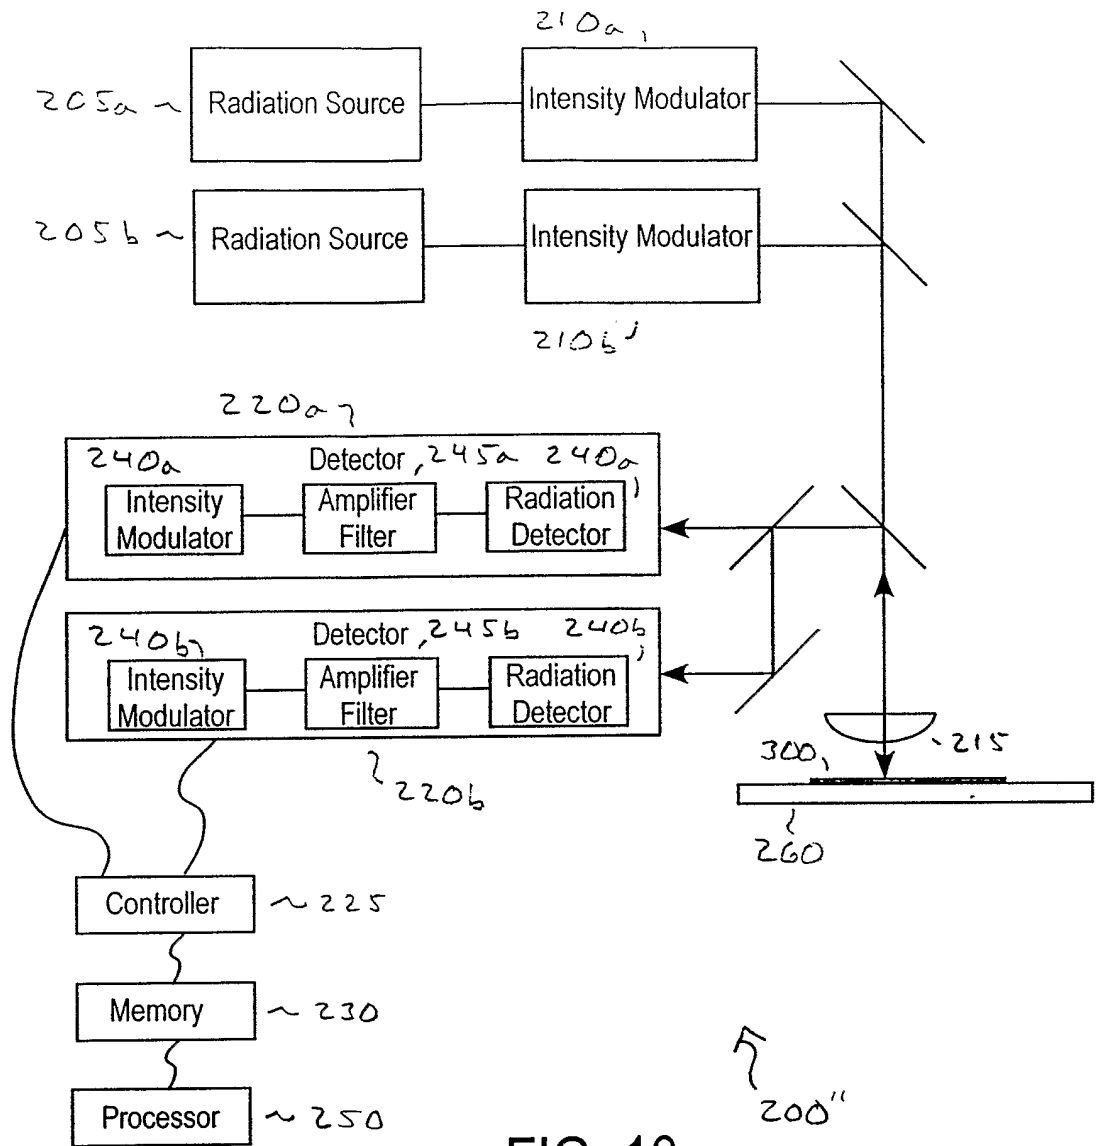 210a
205a ~ Radiation Source Intensity Modulator
205b ~ Radiation Source Intensity Modulator
210b
220a
240a Detector 245a 240a
Intensity Modulator
Amplifier Filter
Radiation Detector
240b Detector 245b 240b
Intensity Modulator
Amplifier Filter
Radiation Detector
220b
300 215
260
Controller ~ 225
Memory ~ 230
Processor ~ 250
200"